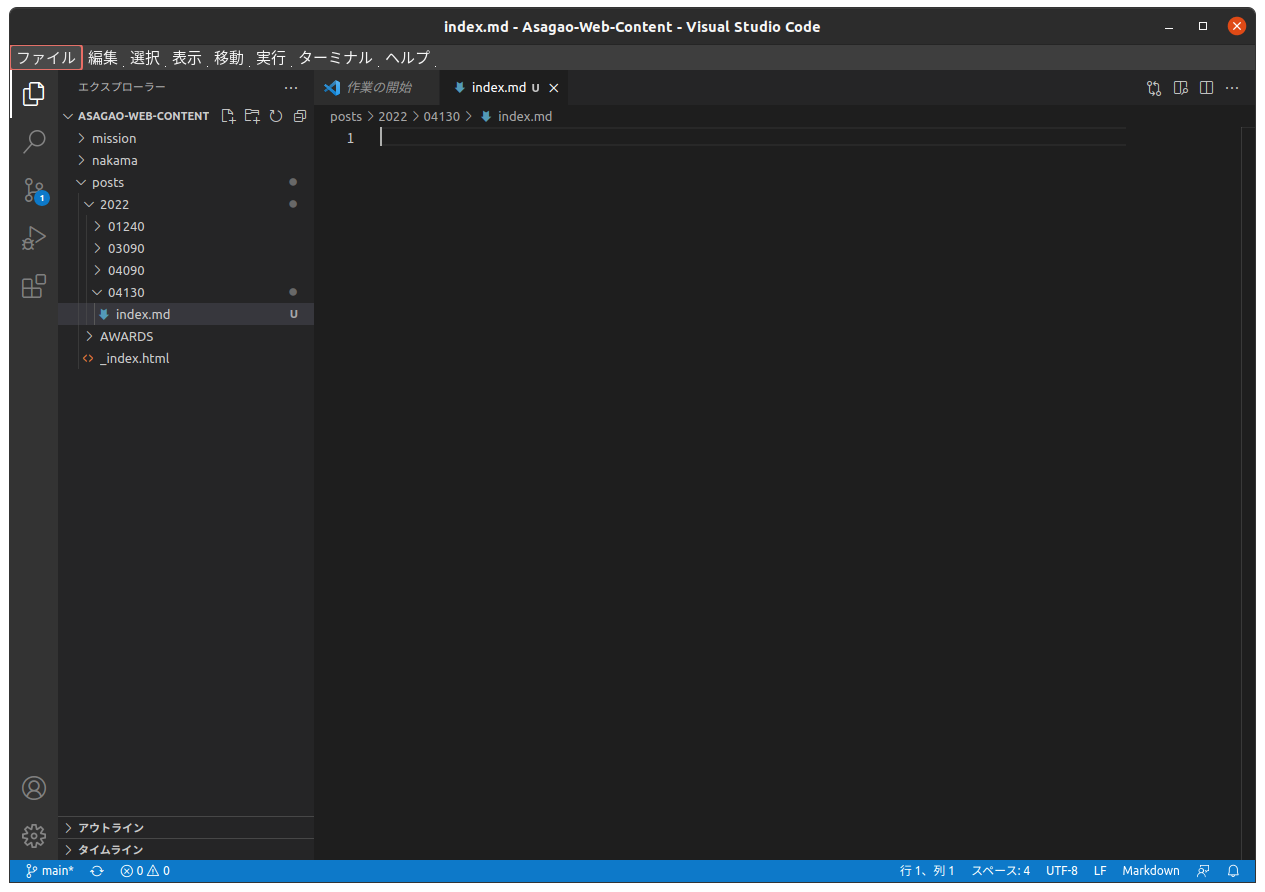 index.md - Asagao-Web-Content - Visual Studio Code
ファイル 編集 選択 表示 移動 実行 ターミナル ヘルプ
エクスプローラー
作業の開始 index.md U
ASAGAO-WEB-CONTENT
posts > 2022 > 04130 > index.md
mission
1
nakama
posts
2022
01240
03090
04090
04130
index.md U
AWARDS
<> _index.html
アウトライン
タイムライン
1
main* 0 0 行 1、列 1 スペース: 4 UTF-8 LF Markdown